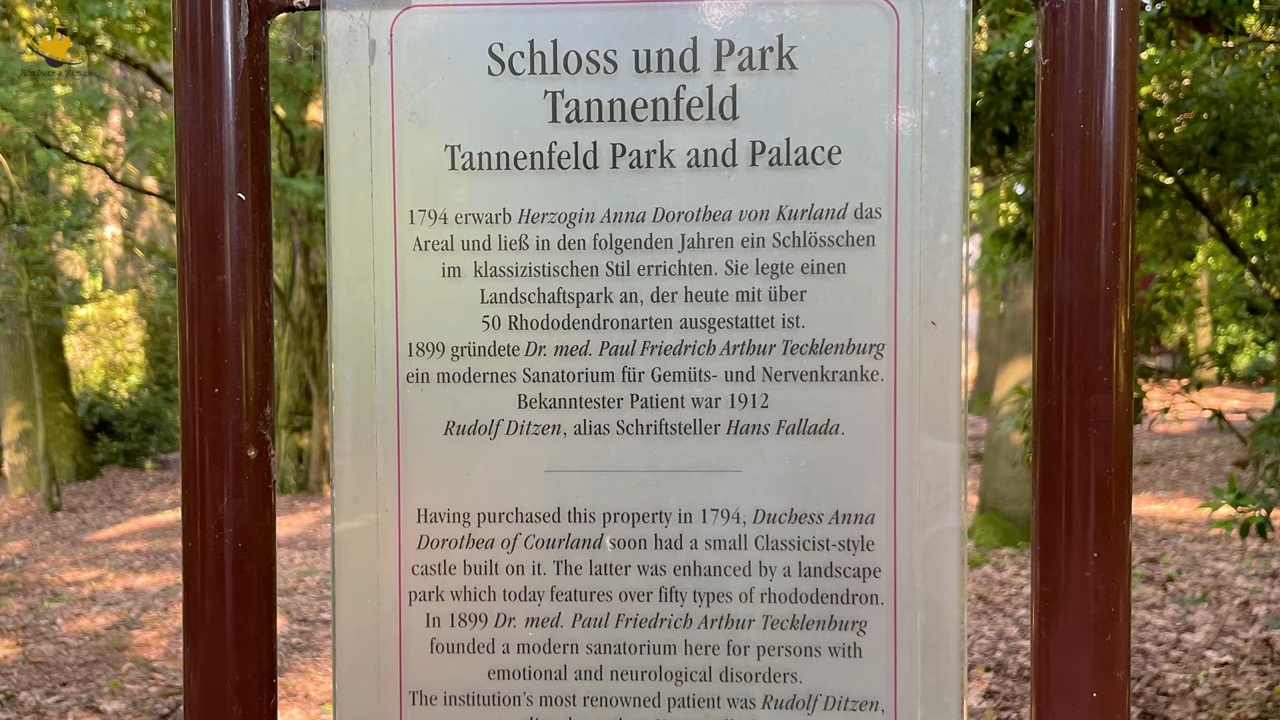 Schloss und Park
Tannenfeld
Tannenfeld Park and Palace
1794 erwarb Herzogin Anna Dorothea von Kurland das
Areal und ließ in den folgenden Jahren ein Schlösschen
im klassizistischen Stil errichten. Sie legte einen
Landschaftspark an, der heute mit über
50 Rhododendronarten ausgestattet ist.
1899 gründete Dr. med. Paul Friedrich Arthur Tecklenburg
ein modernes Sanatorium für Gemüts- und Nervenkranke.
Bekanntester Patient war 1912
Rudolf Ditzen, alias Schriftsteller Hans Fallada.
Having purchased this property in 1794, Duchess Anna
Dorothea of Courland soon had a small Classicist-style
castle built on it. The latter was enhanced by a landscape
park which today features over fifty types of rhododendron.
In 1899 Dr. med. Paul Friedrich Arthur Tecklenburg
founded a modern sanatorium here for persons with
emotional and neurological disorders.
The institution's most renowned patient was Rudolf Ditzen,